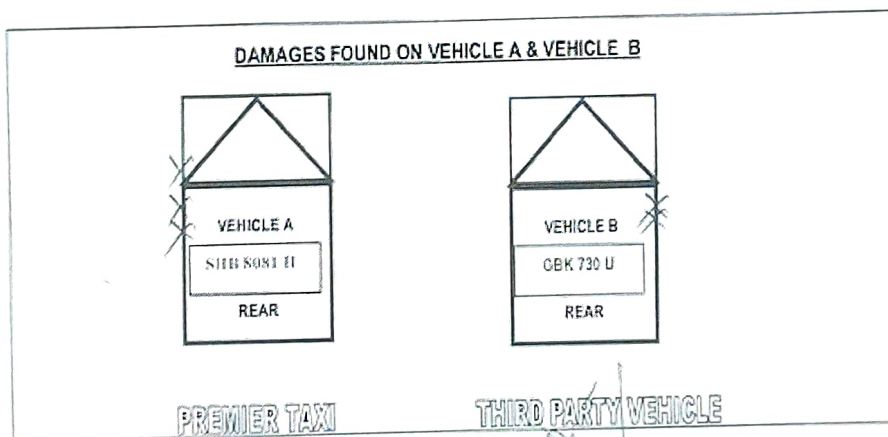 DAMAGES FOUND ON VEHICLE A & VEHICLE B
VEHICLE A
SHB 8081 H
REAR
VEHICLE B
GBK 730 U
REAR
PREMIER TAXI
THIRD PARTY VEHICLE